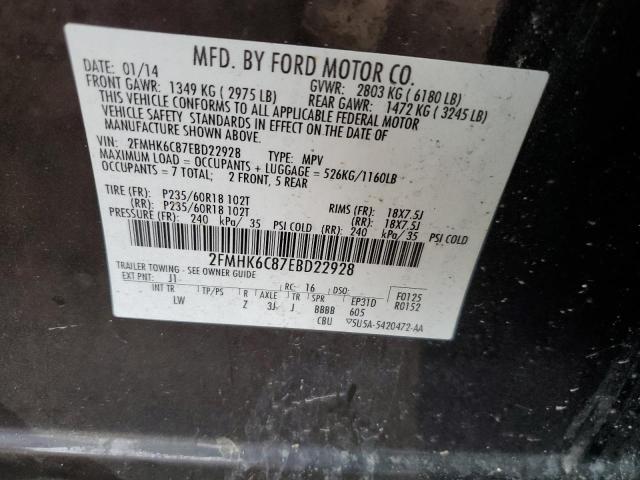 MFD. BY FORD MOTOR CO.
DATE: 01/14 GVWR: 2803 KG ( 6180 LB)
FRONT GAWR: 1349 KG ( 2975 LB) REAR GAWR: 1472 KG ( 3245 LB)
THIS VEHICLE CONFORMS TO ALL APPLICABLE FEDERAL MOTOR
VEHICLE SAFETY STANDARDS IN EFFECT ON THE DATE OF
MANUFACTURE SHOWN ABOVE.
VIN: 2FMHK6C87EBD22928 TYPE: MPV
MAXIMUM LOAD = OCCUPANTS + LUGGAGE = 526KG/1160LB
OCCUPANTS = 7 TOTAL; 2 FRONT, 5 REAR
TIRE (FR): P235/60R18 102T RIMS (FR): 18X7.5J
(RR): P235/60R18 102T (RR): 18X7.5J
PRESSURE (FR): 240 kPa/ 35 PSI COLD (RR): 240 kPa/ 35 PSI COLD
2FMHK6C87EBD22928
TRAILER TOWING - SEE OWNER GUIDE
EXT PNT: J1 RC: 16 DSO: F0125
INT TR TP/PS R AXLE TR SPR EP31D R0152
LW Z 3J J BBBB 605
CBU 5U5A-5420472-AA